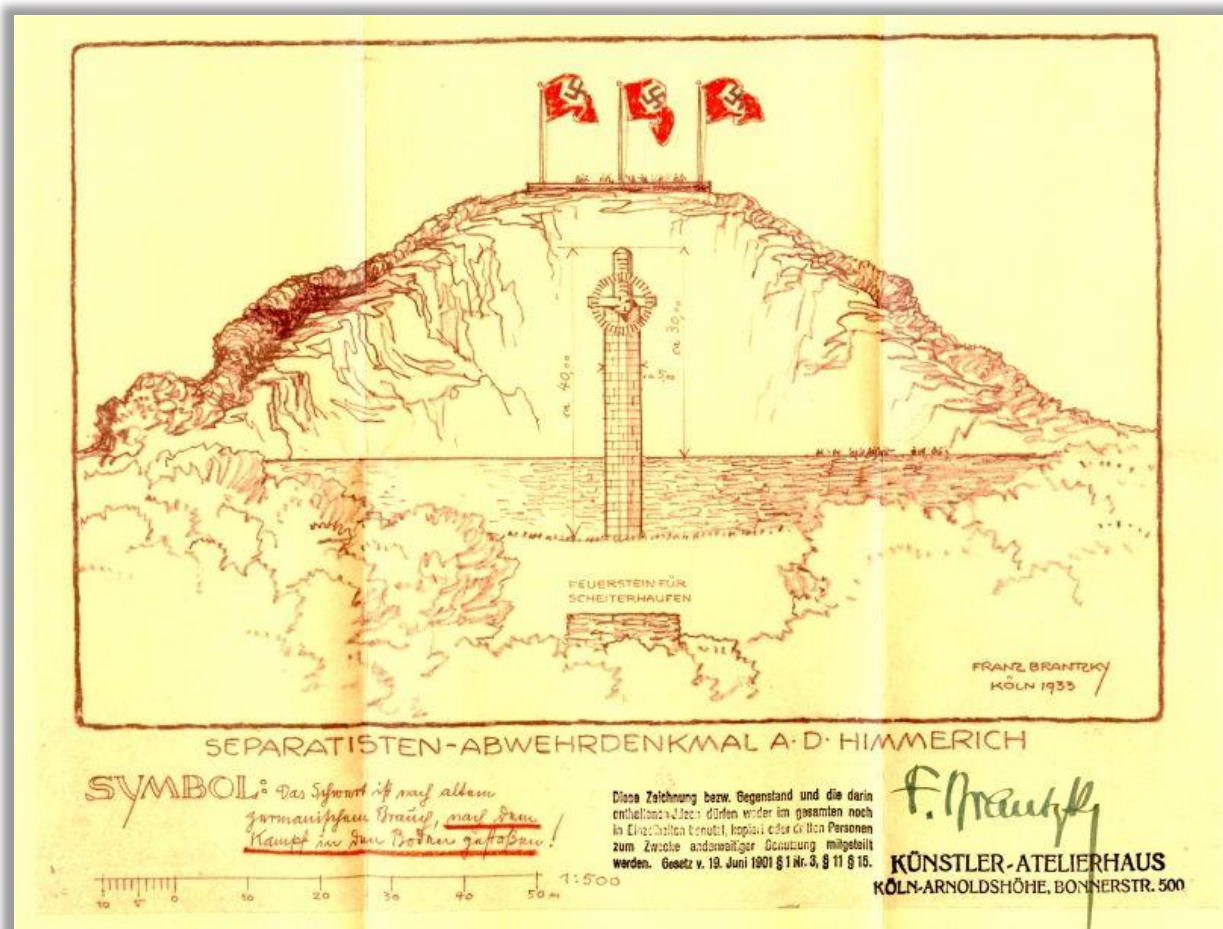 ca 40,00
ca 30,00
FEUERSTEIN FÜR
SCHEITERHAUFEN
FRANZ BRANTZKY
KÖLN 1933
SEPARATISTEN-ABWEHRDENKMAL A·D· HIMMERICH
SYMBOL: Das Schwert ist nach altem
germanischem Brauch, nach dem
Kampf in den Boden gestoßen!
10 5 0 10 20 30 40 50 m 1:500
Diese Zeichnung bezw. Gegenstand und die darin
enthaltenen Ideen dürfen weder im gesamten noch
in Einzelheiten benutzt, kopiert oder dritten Personen
zum Zwecke anderweitiger Benutzung mitgeteilt
werden. Gesetz v. 19. Juni 1901 § 1 Nr. 3, § 11 § 15.
F. Brantzky
KÜNSTLER-ATELIERHAUS
KÖLN-ARNOLDSHÖHE, BONNERSTR. 500